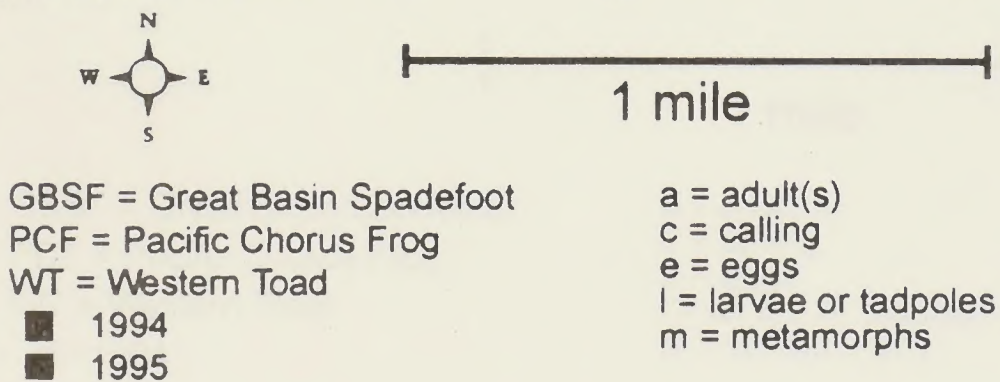 N
W E
S
1 mile
GBSF = Great Basin Spadefoot
PCF = Pacific Chorus Frog
WT = Western Toad
1994
1995
a = adult(s)
c = calling
e = eggs
l = larvae or tadpoles
m = metamorphs